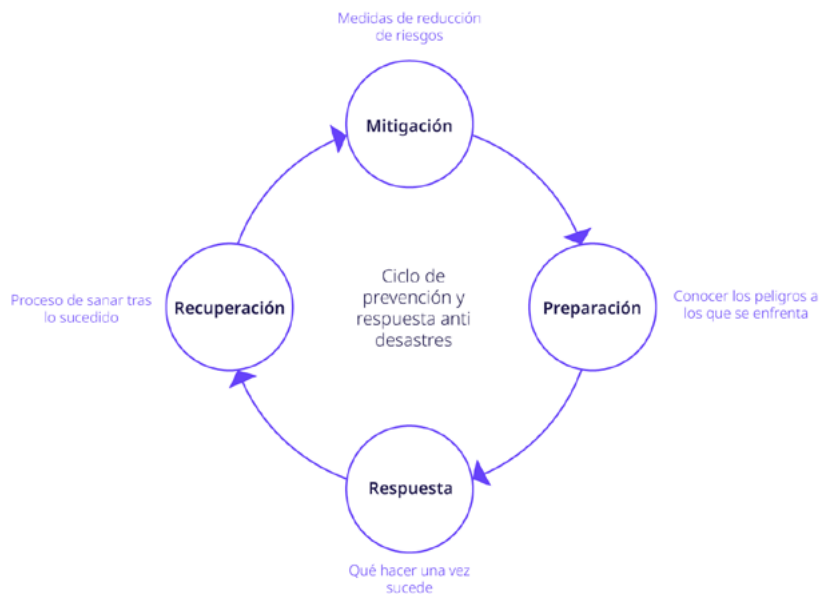 Medidas de reducción
de riesgos
Mitigación
Ciclo de
prevención y
respuesta anti
desastres
Preparación
Conocer los peligros a
los que se enfrenta
Respuesta
Qué hacer una vez
sucede
Recuperación
Proceso de sanar tras
lo sucedido